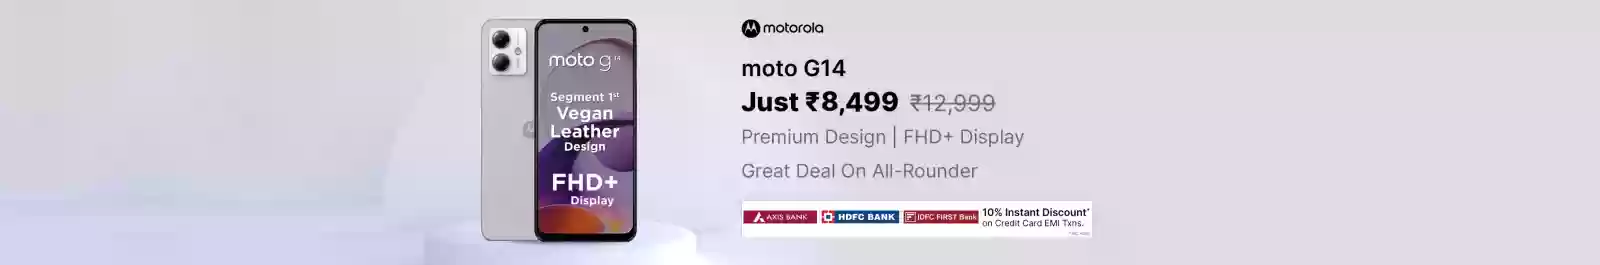 moto g14
Segment 1st
Vegan
Leather
Design
FHD+
Display
motorola
moto G14
Just ₹8,499 ₹12,999
Premium Design | FHD+ Display
Great Deal On All-Rounder
AXIS BANK HDFC BANK IDFC FIRST Bank 10% Instant Discount*
on Credit Card EMI Txns.